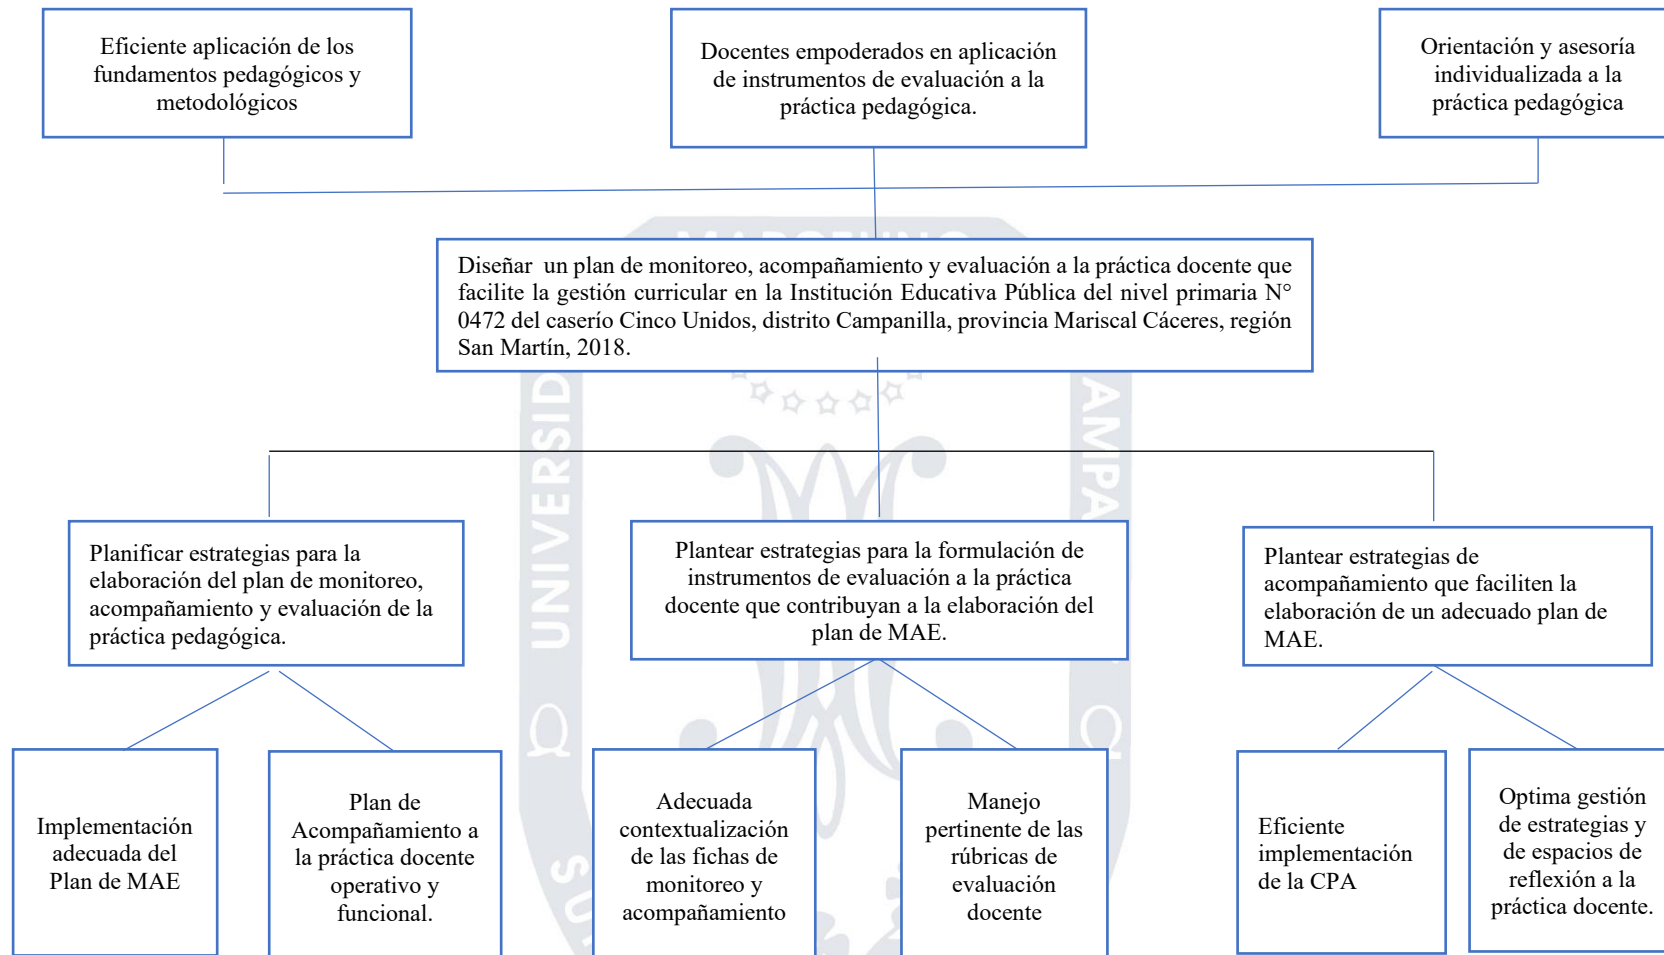 Eficiente aplicación de los
fundamentos pedagógicos y
metodológicos
Docentes empoderados en aplicación
de instrumentos de evaluación a la
práctica pedagógica.
Orientación y asesoría
individualizada a la
práctica pedagógica
Diseñar un plan de monitoreo, acompañamiento y evaluación a la práctica docente que
facilite la gestión curricular en la Institución Educativa Pública del nivel primaria N°
0472 del caserío Cinco Unidos, distrito Campanilla, provincia Mariscal Cáceres, región
San Martín, 2018.
Planificar estrategias para la
elaboración del plan de monitoreo,
acompañamiento y evaluación de la
práctica pedagógica.
Plantear estrategias para la formulación de
instrumentos de evaluación a la práctica
docente que contribuyan a la elaboración del
plan de MAE.
Plantear estrategias de
acompañamiento que faciliten la
elaboración de un adecuado plan de
MAE.
Implementación
adecuada del
Plan de MAE
Plan de
Acompañamiento a
la práctica docente
operativo y
funcional.
Adecuada
contextualización
de las fichas de
monitoreo y
acompañamiento
Manejo
pertinente de las
rúbricas de
evaluación
docente
Eficiente
implementación
de la CPA
Optima gestión
de estrategias y
de espacios de
reflexión a la
práctica docente.